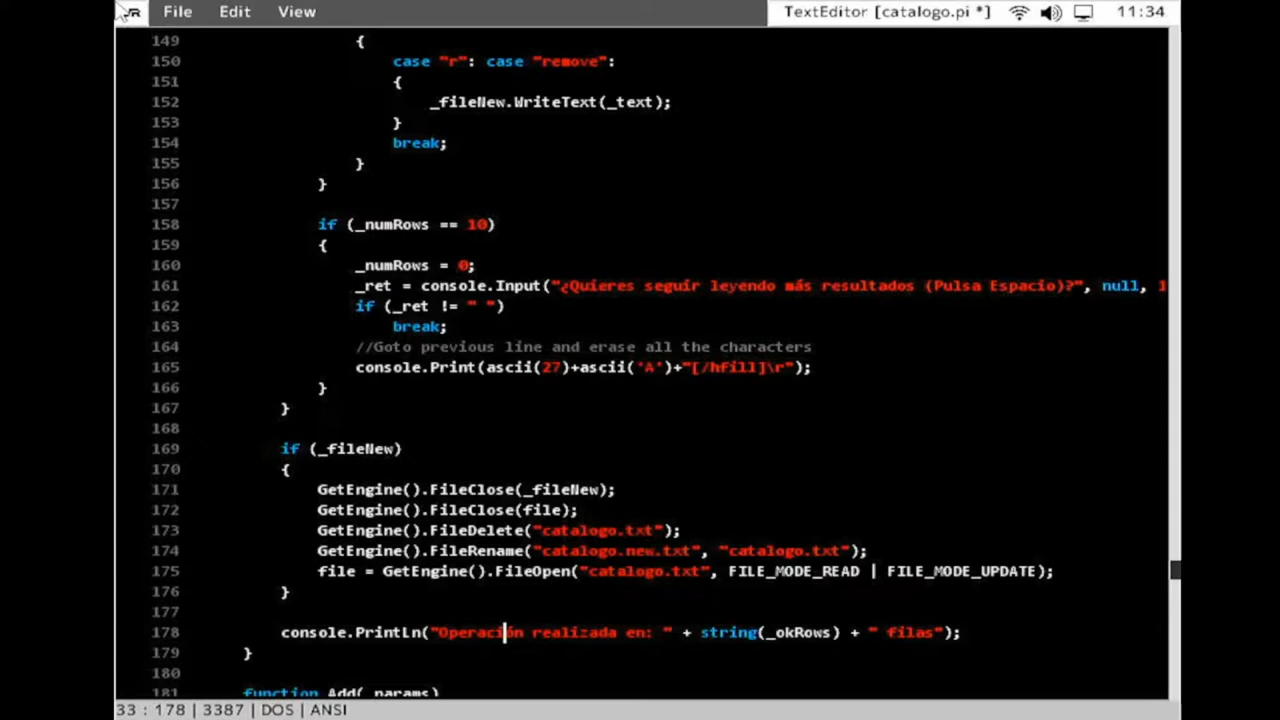 File Edit View TextEditor [catalogo.pi *] 11:34
149 {
150 case "r": case "remove":
151 {
152 _fileNew.WriteText(_text);
153 }
154 break;
155 }
156 }
157
158 if (_numRows == 10)
159 {
160 _numRows = 0;
161 _ret = console.Input("¿Quieres seguir leyendo más resultados (Pulsa Espacio)?", null, 1
162 if (_ret != " ")
163 break;
164 //Goto previous line and erase all the characters
165 console.Print(ascii(27)+ascii('A')+"[/hfill]\r");
166 }
167 }
168
169 if (_fileNew)
170 {
171 GetEngine().FileClose(_fileNew);
172 GetEngine().FileClose(file);
173 GetEngine().FileDelete("catalogo.txt");
174 GetEngine().FileRename("catalogo.new.txt", "catalogo.txt");
175 file = GetEngine().FileOpen("catalogo.txt", FILE_MODE_READ | FILE_MODE_UPDATE);
176 }
177
178 console.PrintLn("Operación realizada en: " + string(_okRows) + " filas");
179 }
180
181 function Add(_params)
33 : 178 | 3387 | DOS | ANSI